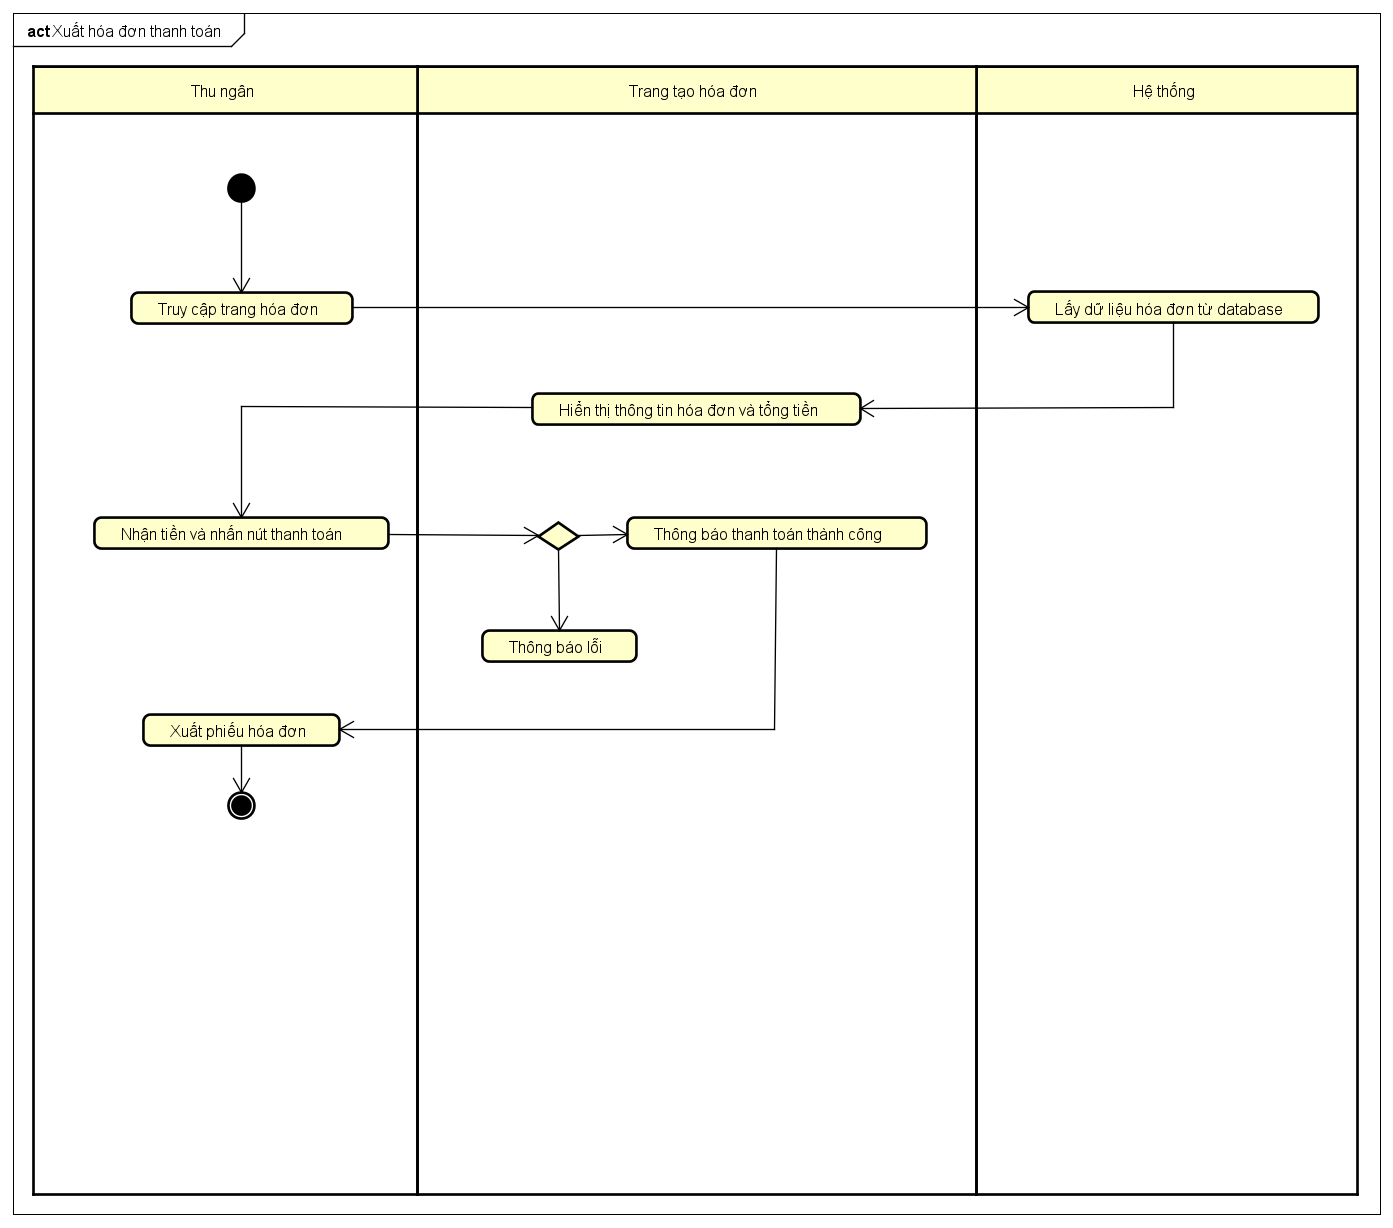 act Xuất hóa đơn thanh toán
Thu ngân
Trang tạo hóa đơn
Hệ thống
Truy cập trang hóa đơn
Lấy dữ liệu hóa đơn từ database
Hiển thị thông tin hóa đơn và tổng tiền
Nhận tiền và nhấn nút thanh toán
Thông báo thanh toán thành công
Thông báo lỗi
Xuất phiếu hóa đơn